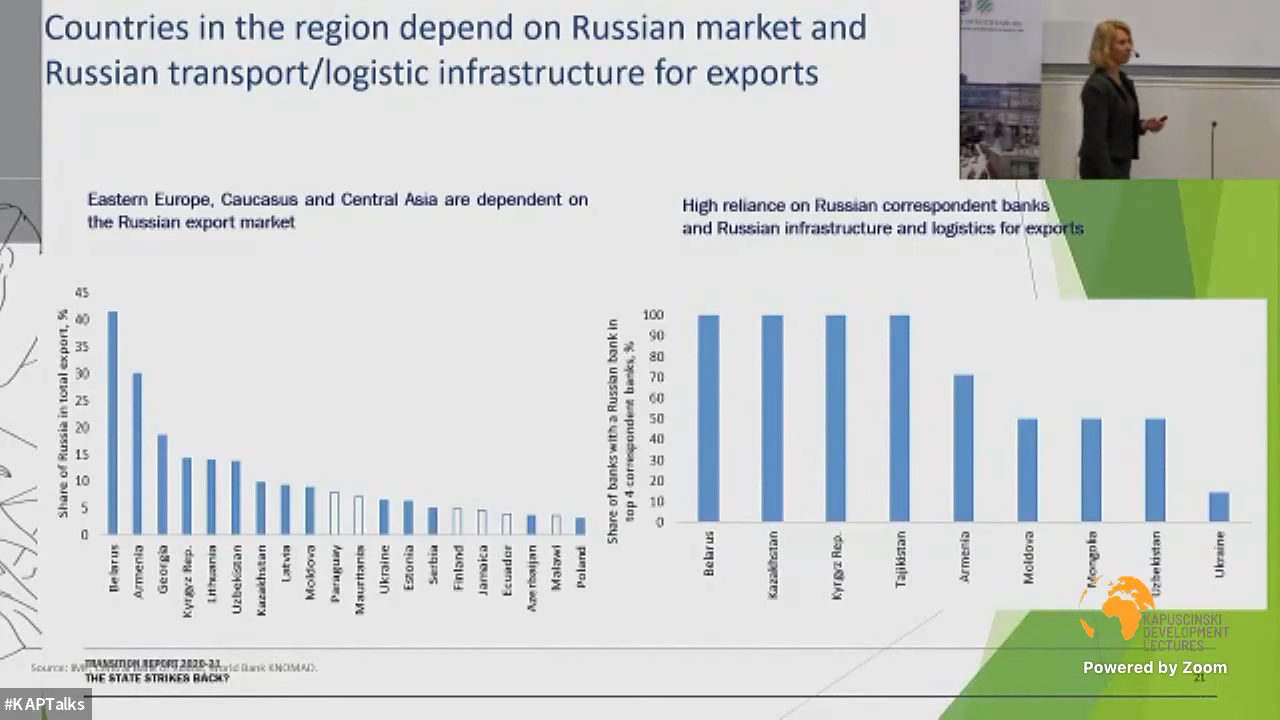 Countries in the region depend on Russian market and
Russian transport/logistic infrastructure for exports
Eastern Europe, Caucasus and Central Asia are dependent on
the Russian export market
High reliance on Russian correspondent banks
and Russian infrastructure and logistics for exports
Share of Russia in total export, %
45
40
35
30
25
20
15
10
5
0
Belarus
Armenia
Georgia
Kyrgyz Rep.
Lithuania
Uzbekistan
Kazakhstan
Latvia
Moldova
Paraguay
Mauritania
Ukraine
Estonia
Serbia
Finland
Jamaica
Ecuador
Azerbaijan
Malawi
Poland
Share of banks with a Russian bank in
top 4 correspondent banks, %
100
90
80
70
60
50
40
30
20
10
0
Belarus
Kazakhstan
Kyrgyz Rep.
Tajikistan
Armenia
Moldova
Mongolia
Uzbekistan
Ukraine
KAPUSCINSKI
DEVELOPMENT
LECTURES
Powered by Zoom
TRANSITION REPORT 2020-21
Source: IMF, World Bank KNOMAD.
THE STATE STRIKES BACK?
21
#KAPTalks